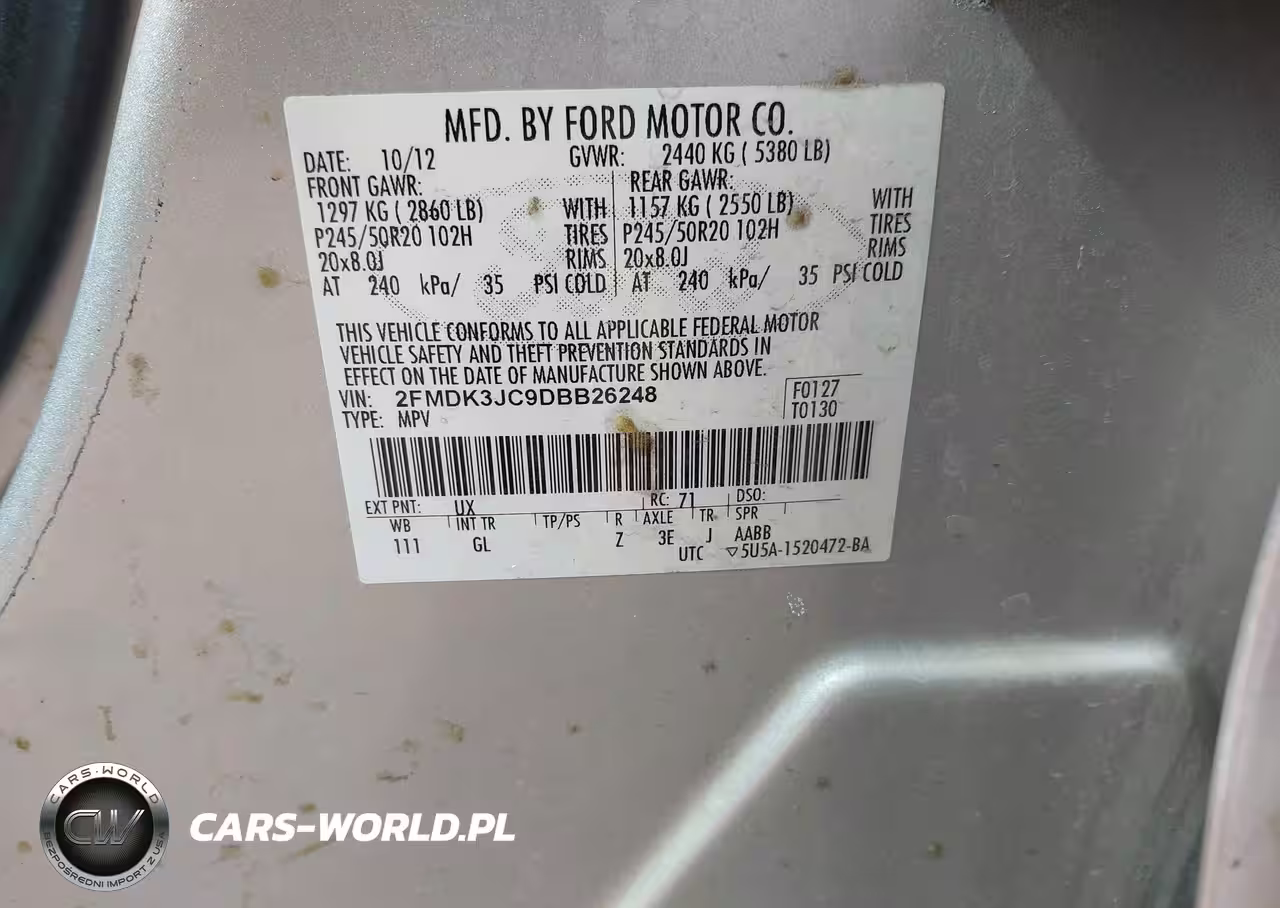 MFD. BY FORD MOTOR CO.
DATE: 10/12 GVWR: 2440 KG ( 5380 LB)
FRONT GAWR: REAR GAWR:
1297 KG ( 2860 LB) WITH 1157 KG ( 2550 LB) WITH
P245/50R20 102H TIRES P245/50R20 102H TIRES
20x8.0J RIMS 20x8.0J RIMS
AT 240 kPa/ 35 PSI COLD AT 240 kPa/ 35 PSI COLD
THIS VEHICLE CONFORMS TO ALL APPLICABLE FEDERAL MOTOR
VEHICLE SAFETY AND THEFT PREVENTION STANDARDS IN
EFFECT ON THE DATE OF MANUFACTURE SHOWN ABOVE.
VIN: 2FMDK3JC9DBB26248 F0127
TYPE: MPV T0130
EXT PNT: UX RC: 71 DSO:
WB INT TR TP/PS R AXLE TR SPR
111 GL Z 3E J AABB
UTC ▽5U5A-1520472-BA
CARS-WORLD
CW
BEZPOŚREDNI IMPORT Z USA
CARS-WORLD.PL